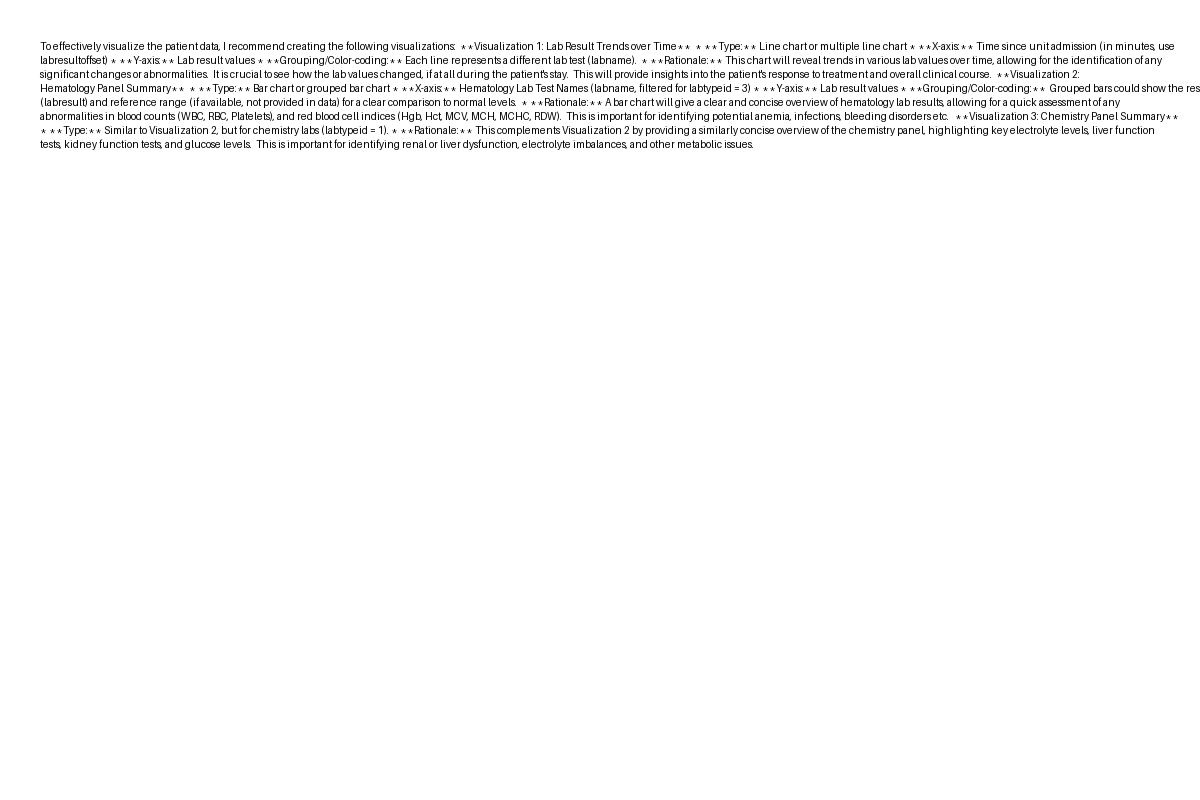 To effectively visualize the patient data, I recommend creating the following visualizations:  **Visualization 1: Lab Result Trends over Time**  * **Type:** Line chart or multiple line chart * **X-axis:** Time since unit admission (in minutes, use
labresultoffset) * **Y-axis:** Lab result values * **Grouping/Color-coding:** Each line represents a different lab test (labname).  * **Rationale:** This chart will reveal trends in various lab values over time, allowing for the identification of any
significant changes or abnormalities.  It is crucial to see how the lab values changed, if at all during the patient's stay.  This will provide insights into the patient's response to treatment and overall clinical course.  **Visualization 2:
Hematology Panel Summary**  * **Type:** Bar chart or grouped bar chart * **X-axis:** Hematology Lab Test Names (labname, filtered for labtypeid = 3) * **Y-axis:** Lab result values * **Grouping/Color-coding:**  Grouped bars could show the res
(labresult) and reference range (if available, not provided in data) for a clear comparison to normal levels.  * **Rationale:** A bar chart will give a clear and concise overview of hematology lab results, allowing for a quick assessment of any
abnormalities in blood counts (WBC, RBC, Platelets), and red blood cell indices (Hgb, Hct, MCV, MCH, MCHC, RDW).  This is important for identifying potential anemia, infections, bleeding disorders etc.  **Visualization 3: Chemistry Panel Summary**
* **Type:** Similar to Visualization 2, but for chemistry labs (labtypeid = 1). * **Rationale:** This complements Visualization 2 by providing a similarly concise overview of the chemistry panel, highlighting key electrolyte levels, liver function
tests, kidney function tests, and glucose levels.  This is important for identifying renal or liver dysfunction, electrolyte imbalances, and other metabolic issues.